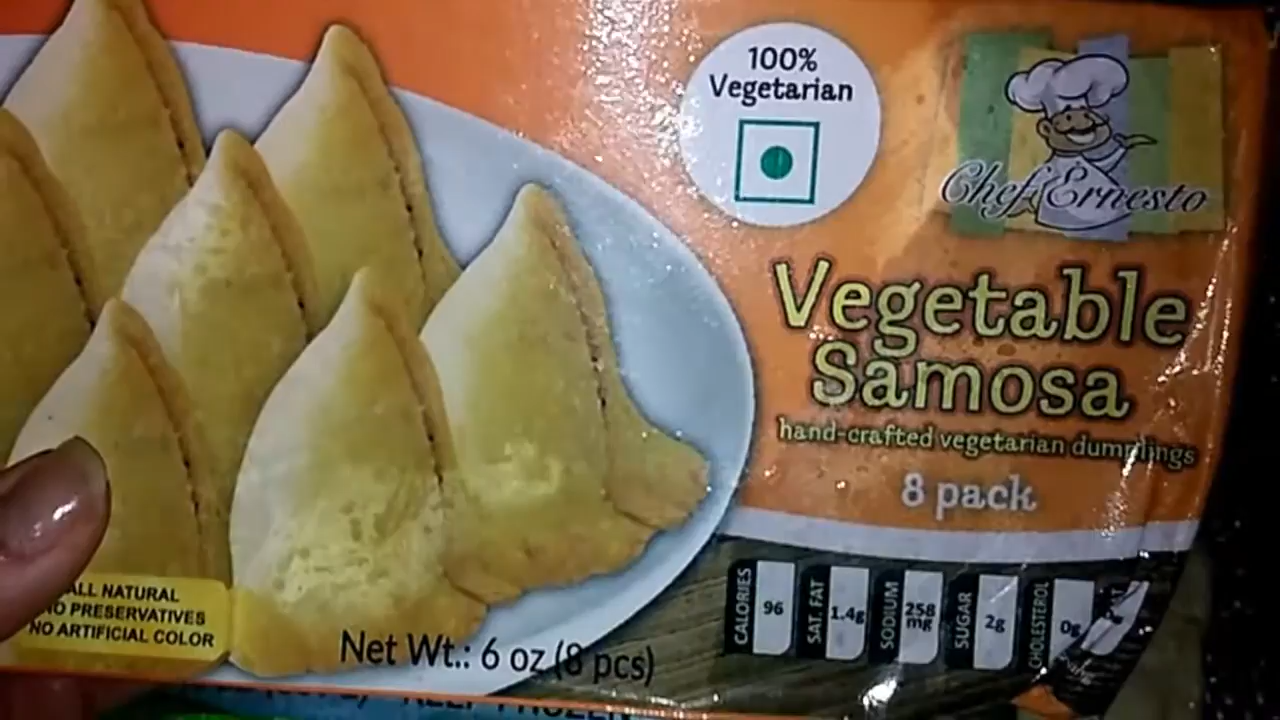 100%
Vegetarian
Chef Ernesto
Vegetable
Samosa
hand-crafted vegetarian dumplings
8 pack
CALORIES 96
SAT. FAT 1.4g
SODIUM 258 mg
SUGAR 2g
CHOLESTEROL 0g
ALL NATURAL
NO PRESERVATIVES
NO ARTIFICIAL COLOR
Net Wt.: 6 oz (8 pcs)